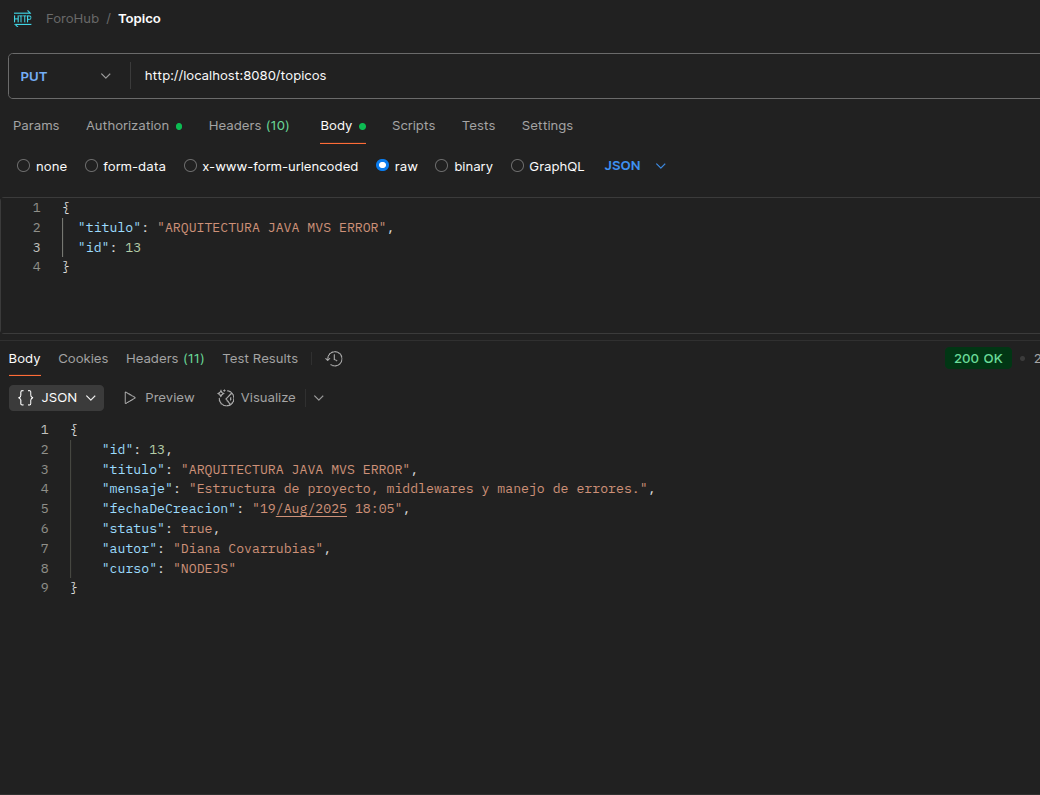 HTTP ForoHub / Topico
PUT http://localhost:8080/topicos
Params Authorization Headers (10) Body Scripts Tests Settings
none form-data x-www-form-urlencoded raw binary GraphQL JSON
1 {
2 "titulo": "ARQUITECTURA JAVA MVS ERROR",
3 "id": 13
4 }
Body Cookies Headers (11) Test Results 200 OK
{} JSON Preview Visualize
1 {
2 "id": 13,
3 "titulo": "ARQUITECTURA JAVA MVS ERROR",
4 "mensaje": "Estructura de proyecto, middlewares y manejo de errores.",
5 "fechaDeCreacion": "19/Aug/2025 18:05",
6 "status": true,
7 "autor": "Diana Covarrubias",
8 "curso": "NODEJS"
9 }